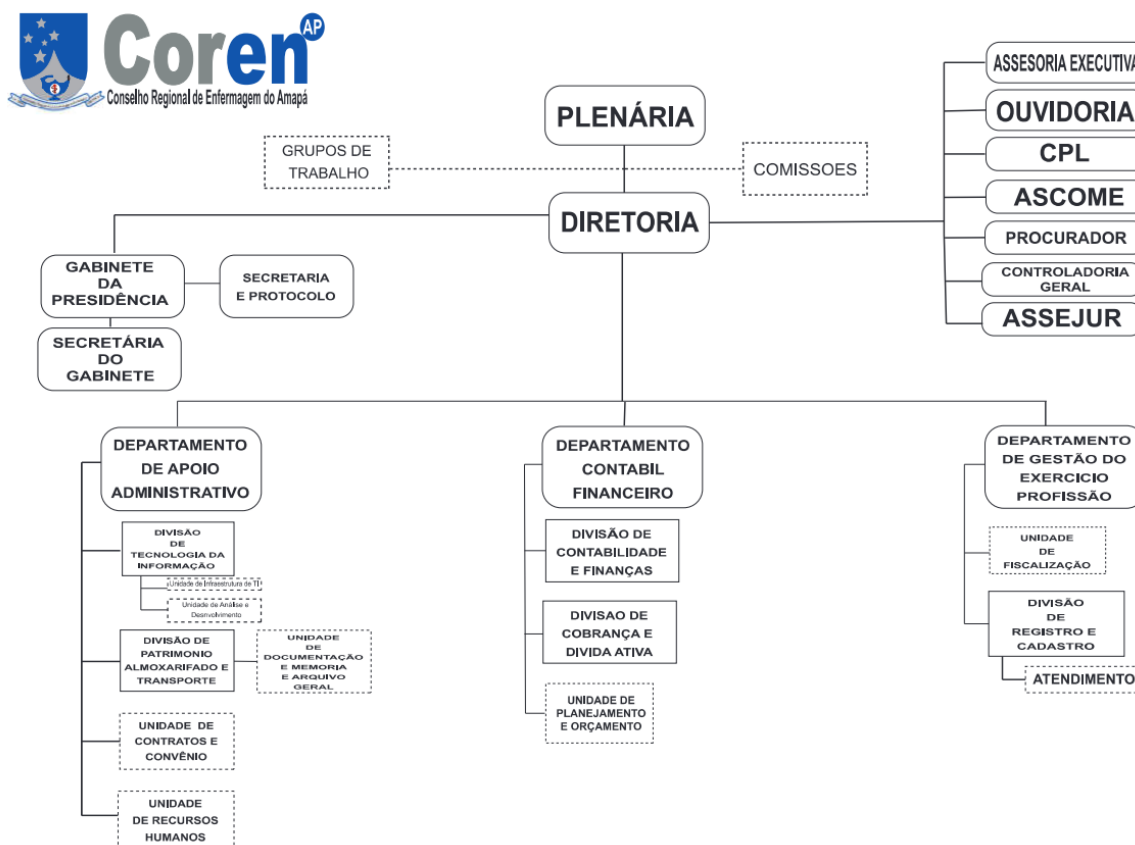 Coren AP
Conselho Regional de Enfermagem do Amapá
PLENÁRIA
GRUPOS DE
TRABALHO
COMISSOES
DIRETORIA
ASSESORIA EXECUTIVA
OUVIDORIA
CPL
ASCOME
PROCURADOR
CONTROLADORIA
GERAL
ASSEJUR
GABINETE
DA
PRESIDÊNCIA
SECRETARIA
E PROTOCOLO
SECRETÁRIA
DO
GABINETE
DEPARTAMENTO
DE APOIO
ADMINISTRATIVO
DIVISÃO
DE
TECNOLOGIA DA
INFORMAÇÃO
Unidade de Infraestrutura de TI
Unidade de Análise e
Desnvolvimento
DIVISÃO DE
PATRIMONIO
ALMOXARIFADO E
TRANSPORTE
UNIDADE
DE
DOCUMENTAÇÃO
E MEMORIA
E ARQUIVO
GERAL
UNIDADE DE
CONTRATOS E
CONVÊNIO
UNIDADE
DE RECURSOS
HUMANOS
DEPARTAMENTO
CONTABIL
FINANCEIRO
DIVISÃO DE
CONTABILIDADE
E FINANÇAS
DIVISAO DE
COBRANÇA E
DIVIDA ATIVA
UNIDADE DE
PLANEJAMENTO
E ORÇAMENTO
DEPARTAMENTO
DE GESTÃO DO
EXERCICIO
PROFISSÃO
UNIDADE
DE
FISCALIZAÇÃO
DIVISÃO
DE
REGISTRO E
CADASTRO
ATENDIMENTO